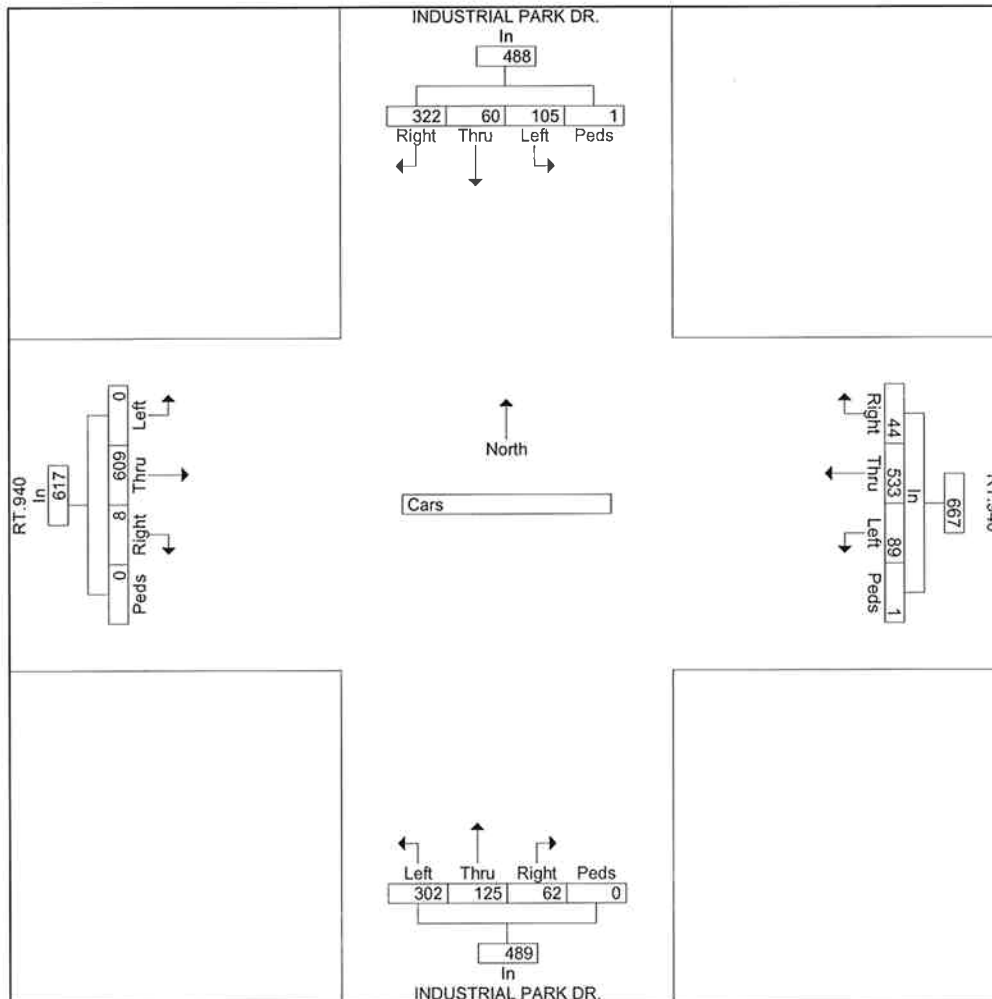 INDUSTRIAL PARK DR.
In
488
322 60 105 1
Right Thru Left Peds
RT.940
In
617
0 609 8 0
Left Thru Right Peds
North
Cars
Right Thru Left Peds
44 533 89 1
In
667
Left Thru Right Peds
302 125 62 0
489
In
INDUSTRIAL PARK DR.